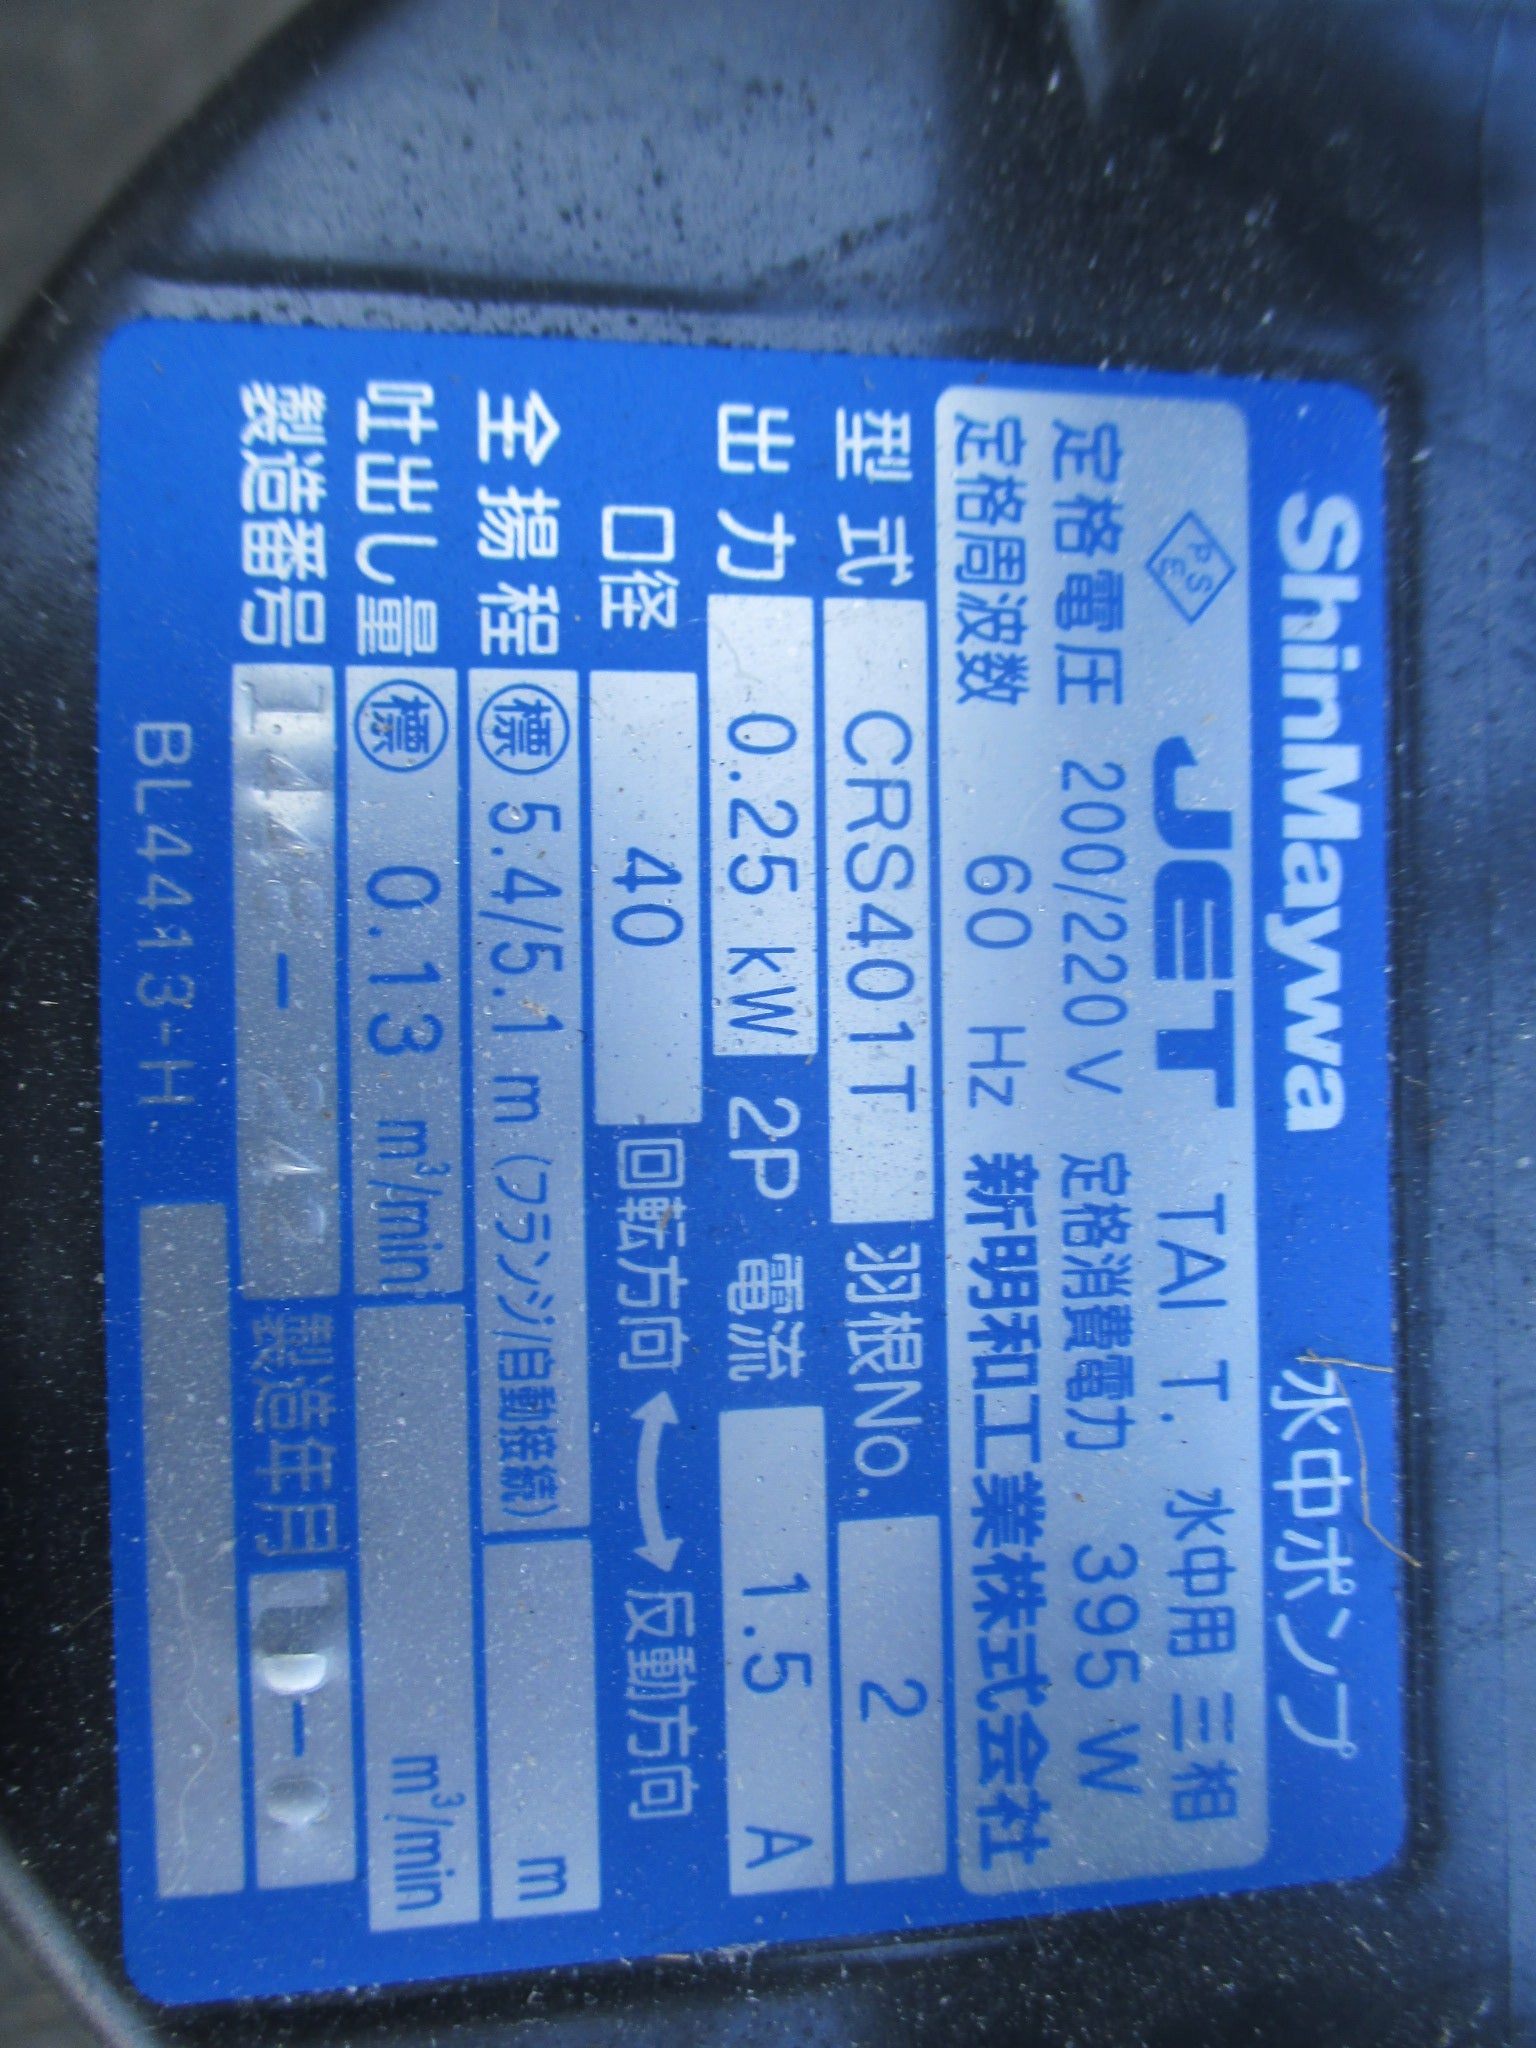 ShinMaywa 水中ポンプ
PSE JET TAI T. 水中用 三相
定格電圧 200/220 V 定格消費電力 395 W
定格周波数 60 Hz 新明和工業株式会社
型式 CRS401T 羽根No. 2
出力 0.25 kW 2P 電流 1.5 A
口径 40 回転方向 反動方向
全揚程 標 5.4/5.1 m (フランジ/自動接続) m
吐出し量 標 0.13 m³/min m³/min
製造番号 - 製造年月 -
BL4413-H